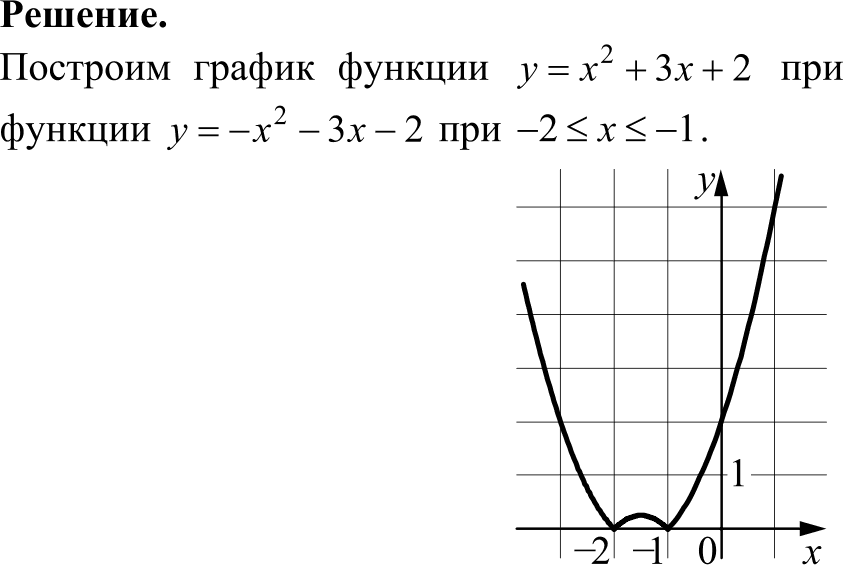 Решение.
Построим график функции y = x² + 3x + 2 при
функции y = −x² − 3x − 2 при −2 ≤ x ≤ −1.
y
1
−2 −1 0 x